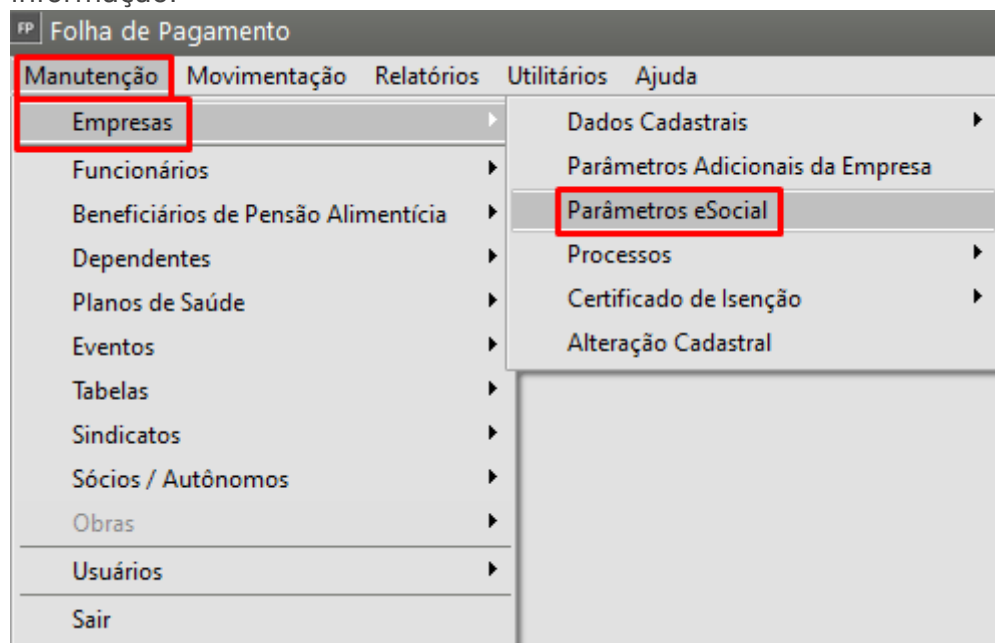 informação.
FP Folha de Pagamento
Manutenção Movimentação Relatórios Utilitários Ajuda
Empresas
Funcionários
Beneficiários de Pensão Alimentícia
Dependentes
Planos de Saúde
Eventos
Tabelas
Sindicatos
Sócios / Autônomos
Obras
Usuários
Sair
Dados Cadastrais
Parâmetros Adicionais da Empresa
Parâmetros eSocial
Processos
Certificado de Isenção
Alteração Cadastral